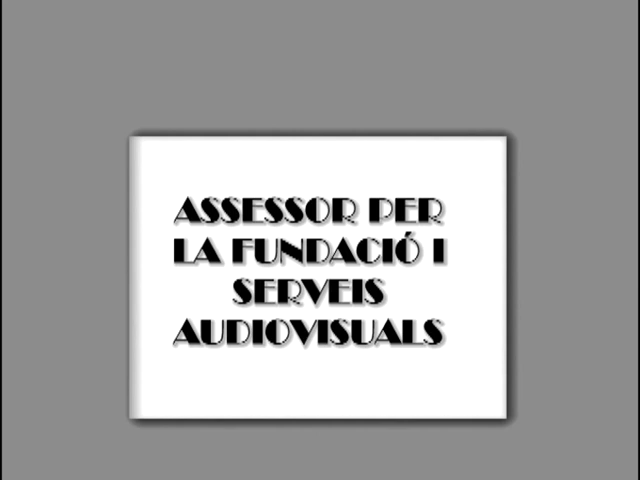 ASSESSOR PER
LA FUNDACIÓ I
SERVEIS
AUDIOVISUALS